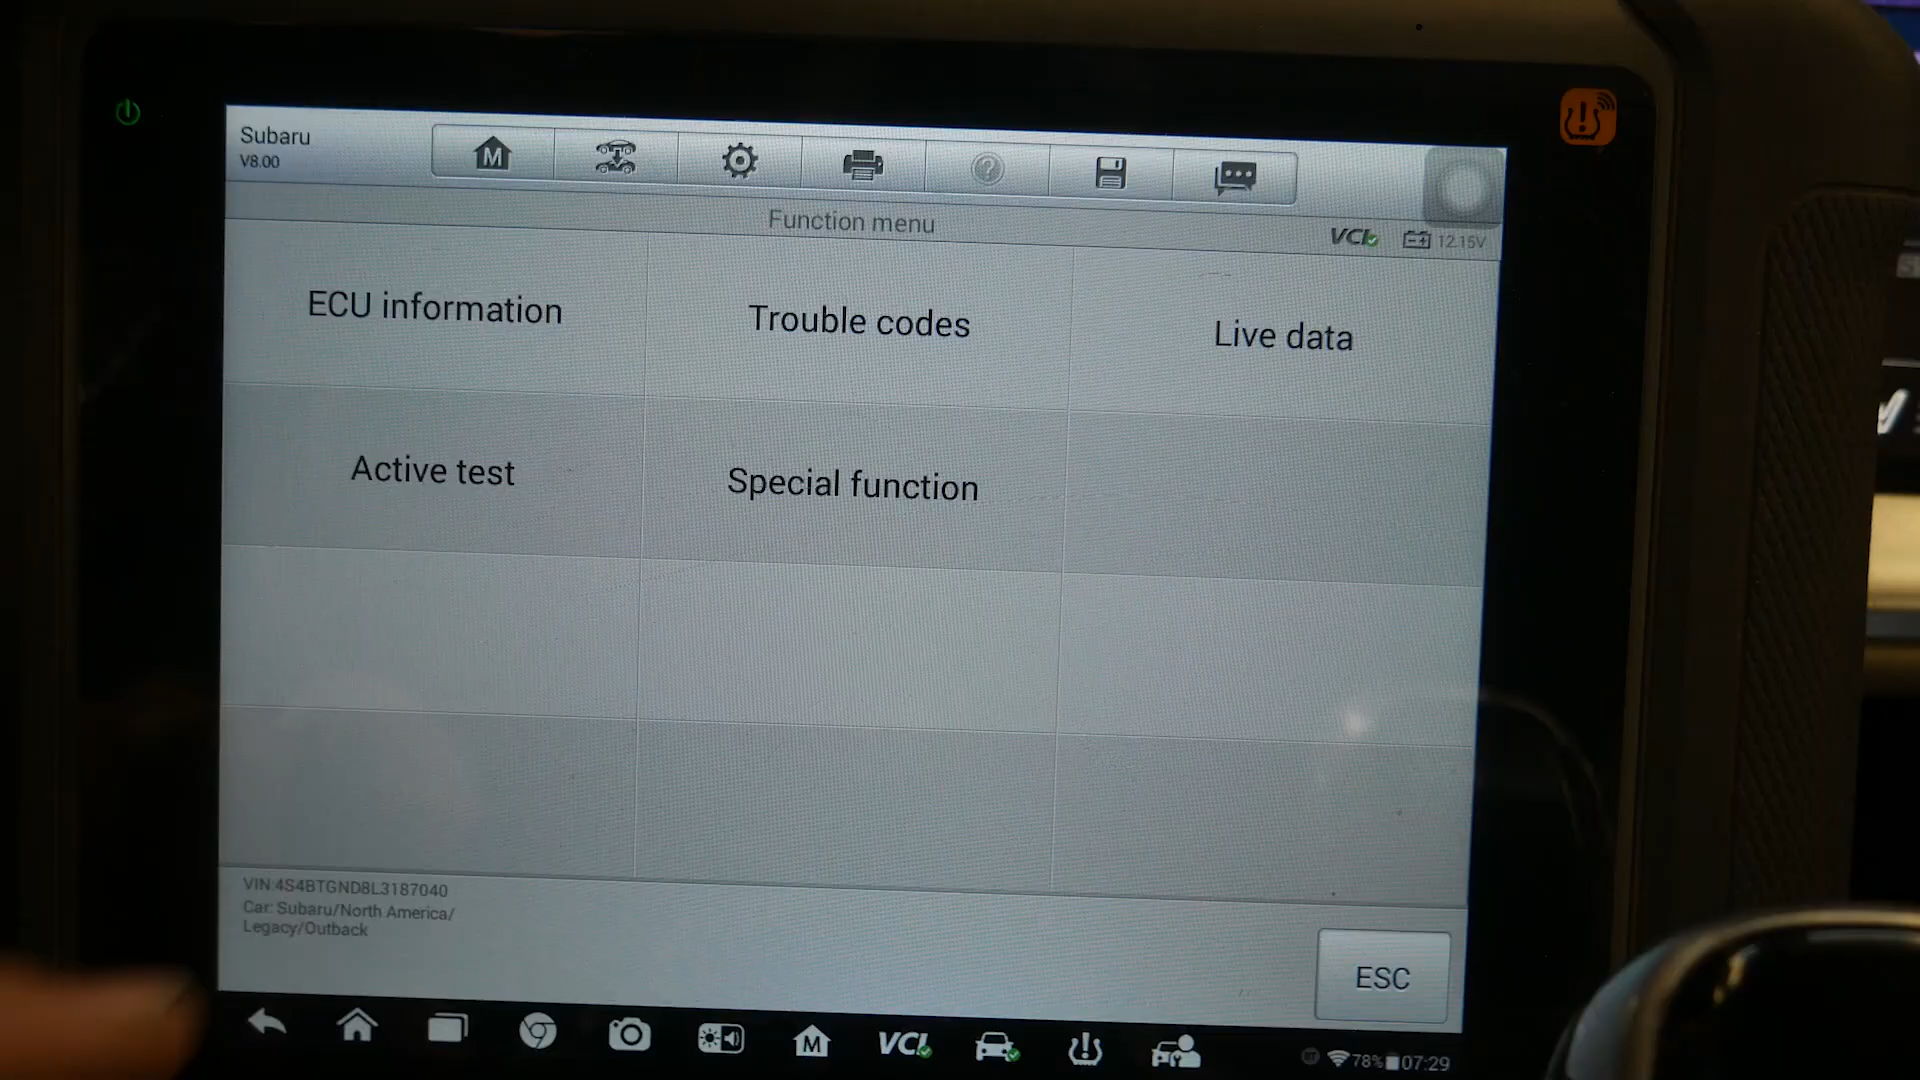 Subaru
V8.00
M
?
Function menu
VCI
12.15V
ECU information
Trouble codes
Live data
Active test
Special function
VIN:4S4BTGND8L3187040
Car: Subaru/North America/
Legacy/Outback
ESC
M
VCI
78%
07:29